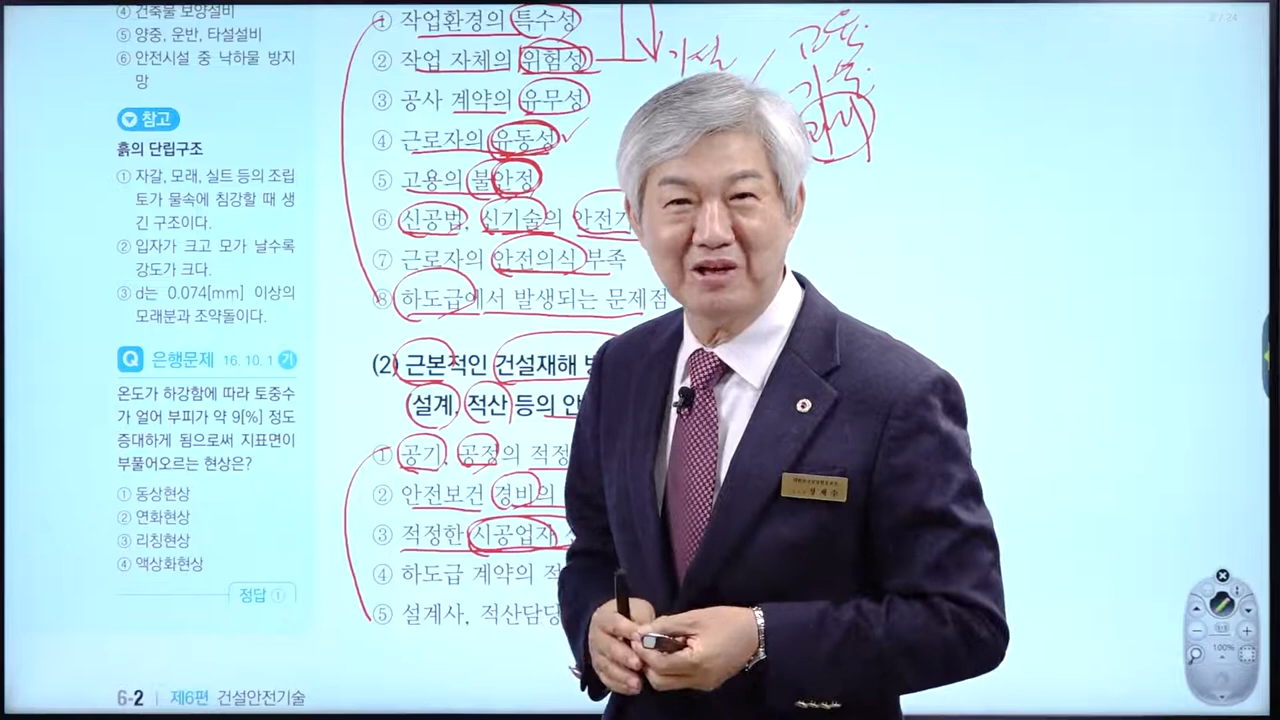 ④ 건축물 보양설비
⑤ 양중, 운반, 타설설비
⑥ 안전시설 중 낙하물 방지
망
참고
흙의 단립구조
① 자갈, 모래, 실트 등의 조립
토가 물속에 침강할 때 생
긴 구조이다.
② 입자가 크고 모가 날수록
강도가 크다.
③ d는 0.074[mm] 이상의
모래분과 조약돌이다.
Q 은행문제 16. 10. 1 기
온도가 하강함에 따라 토중수
가 얼어 부피가 약 9[%] 정도
증대하게 됨으로써 지표면이
부풀어오르는 현상은?
① 동상현상
② 연화현상
③ 리칭현상
④ 액상화현상
정답 ①
6-2 | 제6편 건설안전기술
① 작업환경의 특수성
② 작업 자체의 위험성
③ 공사 계약의 유무성
④ 근로자의 유동성
⑤ 고용의 불안정
⑥ 신공법, 신기술의 안전기
⑦ 근로자의 안전의식 부족
⑧ 하도급에서 발생되는 문제점
(2) 근본적인 건설재해 방
설계, 적산 등의 안
① 공기, 공정의 적정
② 안전보건 경비의
③ 적정한 시공업자
④ 하도급 계약의 적
⑤ 설계사, 적산담당
가설
교육
2 / 24
100%